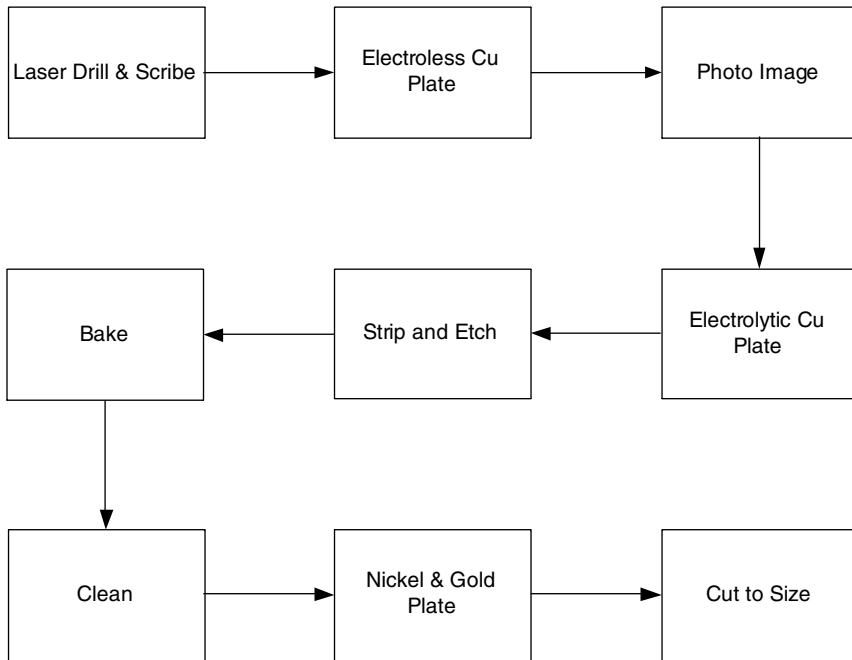 Laser Drill & Scribe
Electroless Cu
Plate
Photo Image
Electrolytic Cu
Plate
Strip and Etch
Bake
Clean
Nickel & Gold
Plate
Cut to Size